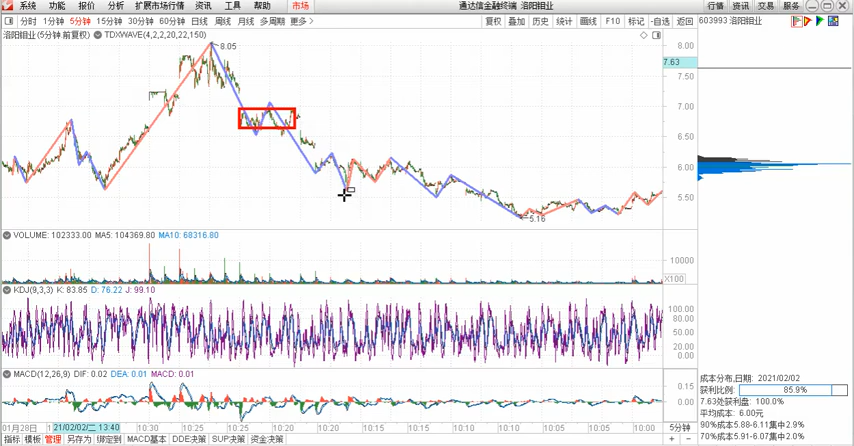 系统 功能 报价 分析 扩展市场行情 资讯 工具 帮助 市场 通达信金融终端 洛阳钼业 行情 资讯 交易 服务
分时 1分钟 5分钟 15分钟 30分钟 60分钟 日线 周线 月线 多周期 更多> 复权 叠加 历史 统计 画线 F10 标记 -自选 返回 603993 洛阳钼业
洛阳钼业(5分钟 前复权) TDXWAVE(4,2,2,20,22,150)
8.05
8.00
7.63
7.50
7.00
6.50
6.00
5.50
5.16
VOLUME: 102333.00 MA5: 104369.80 MA10: 68316.80
10000
X100
KDJ(9,3,3) K: 83.85 D: 76.22 J: 99.10
100.00
80.00
50.00
20.00
0.00
MACD(12,26,9) DIF: 0.02 DEA: 0.01 MACD: 0.01
0.15
0.00
成本分布,日期: 2021/02/02
获利比例: 85.9%
7.63处获利盘: 100.0%
平均成本: 6.00元
90%成本5.88-6.11集中2.9%
70%成本5.91-6.07集中2.0%
01月28日 21/02/02/二 13:40 10:30 10:25 10:25 10:20 10:20 10:15 10:15 10:10 10:10 10:05 10:05 10:00 5分钟
指标 模板 管理 另存为 绑定到 MACD基本 DDE决策 SUP决策 资金决策